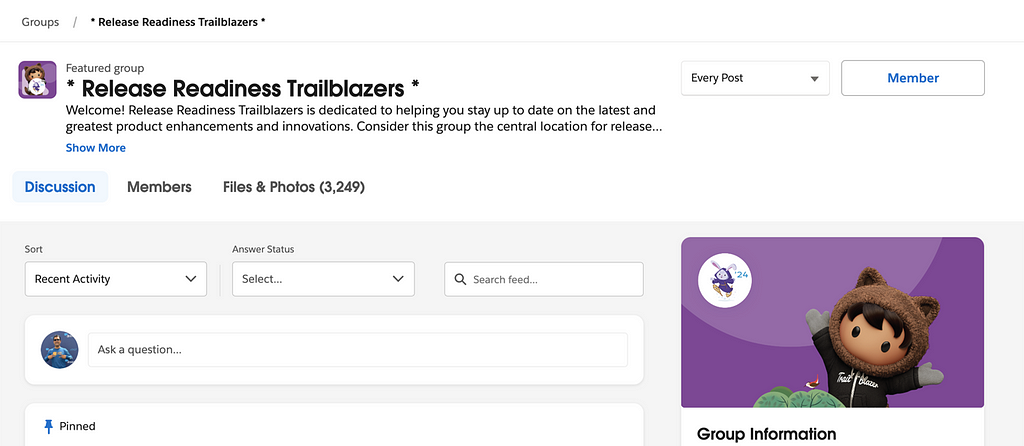 Groups / * Release Readiness Trailblazers *
Featured group
* Release Readiness Trailblazers *
Welcome! Release Readiness Trailblazers is dedicated to helping you stay up to date on the latest and
greatest product enhancements and innovations. Consider this group the central location for release...
Show More
Every Post
Member
Discussion Members Files & Photos (3,249)
Sort
Answer Status
Recent Activity
Select...
Search feed...
Ask a question...
Pinned
'24
Trail blazer
Group Information